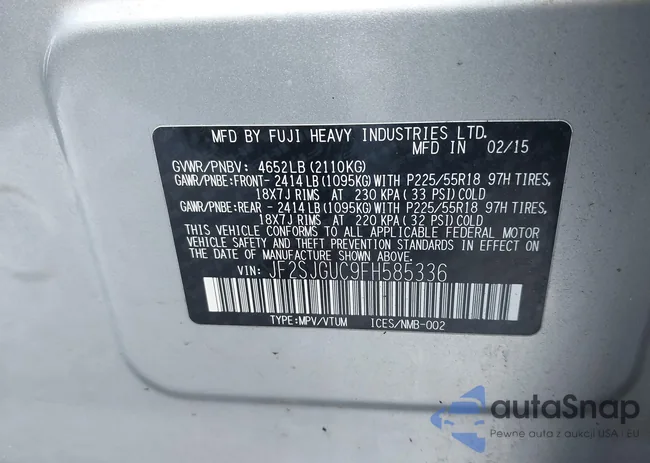 MFD BY FUJI HEAVY INDUSTRIES LTD.
MFD IN 02/15
GVWR/PNBV: 4652LB (2110KG)
GAWR/PNBE:FRONT- 2414 LB (1095KG) WITH P225/55R18 97H TIRES,
18X7J RIMS AT 230 KPA (33 PSI) COLD
GAWR/PNBE:REAR - 2414 LB (1095KG) WITH P225/55R18 97H TIRES,
18X7J RIMS AT 220 KPA (32 PSI) COLD
THIS VEHICLE CONFORMS TO ALL APPLICABLE FEDERAL MOTOR
VEHICLE SAFETY AND THEFT PREVENTION STANDARDS IN EFFECT ON
THE DATE OF MANUFACTURE SHOWN ABOVE.
VIN: JF2SJGUC9FH585336
TYPE:MPV/VTUM ICES/NMB-002
autoSnap
Pewne auta z aukcji USA - EU